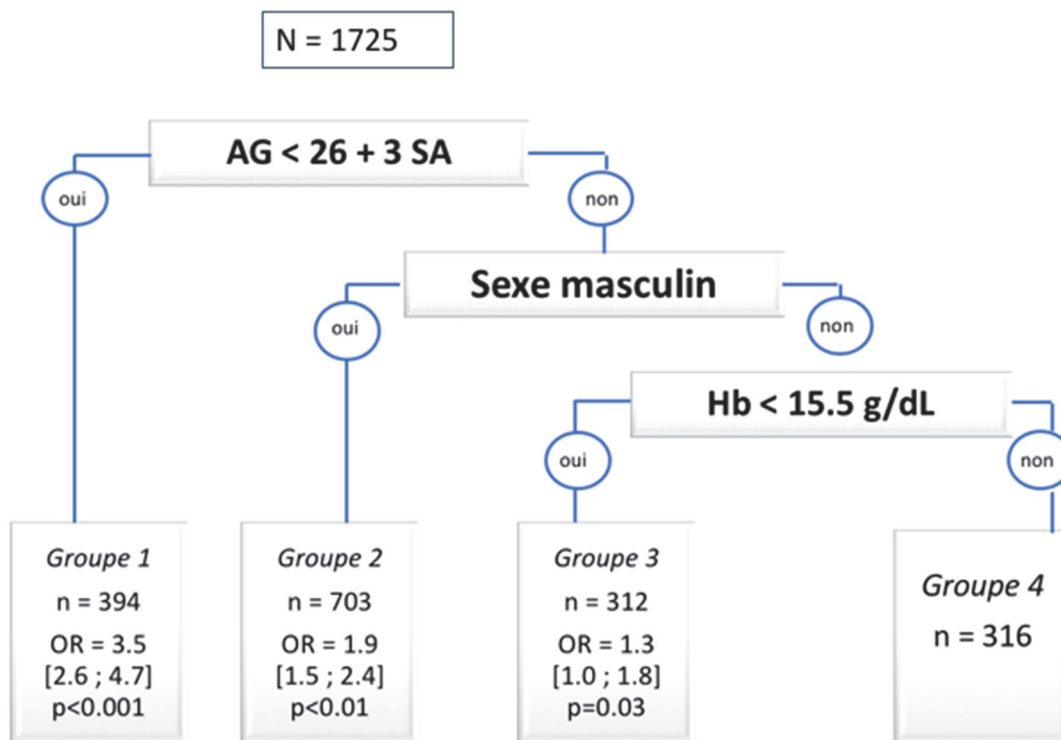 N = 1725
AG < 26 + 3 SA
oui
non
Sexe masculin
oui
non
Hb < 15.5 g/dL
oui
non
Groupe 1
n = 394
OR = 3.5
[2.6 ; 4.7]
p<0.001
Groupe 2
n = 703
OR = 1.9
[1.5 ; 2.4]
p<0.01
Groupe 3
n = 312
OR = 1.3
[1.0 ; 1.8]
p=0.03
Groupe 4
n = 316